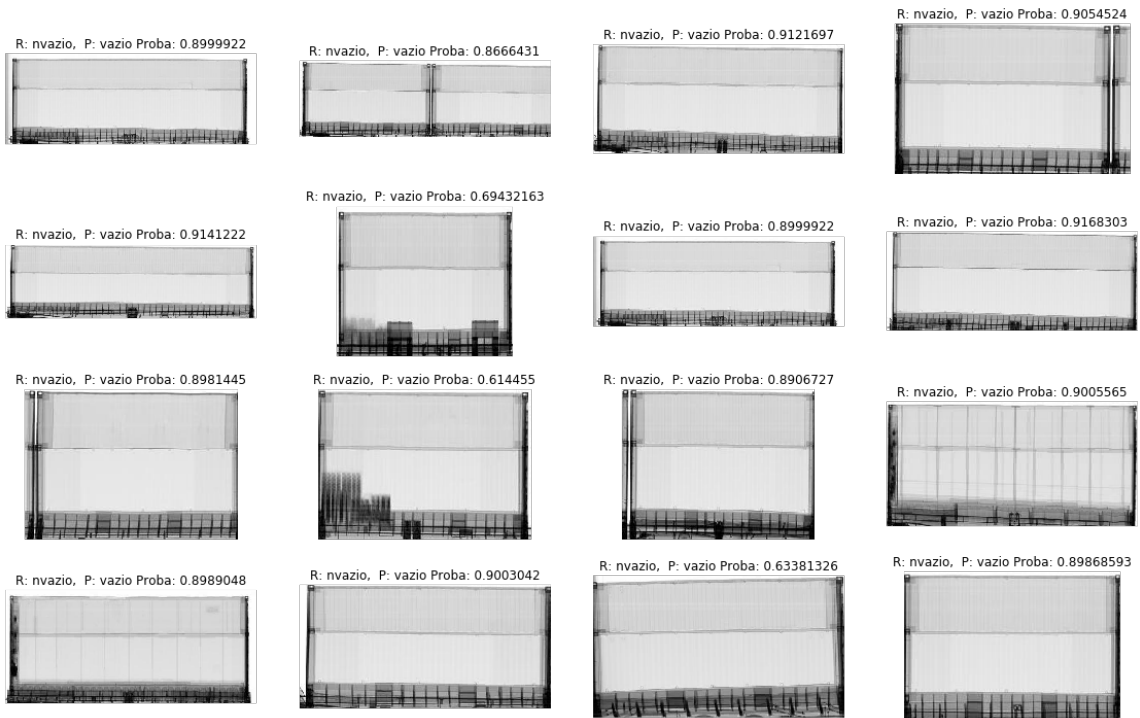 R: nvazio,  P: vazio Proba: 0.8999922
R: nvazio,  P: vazio Proba: 0.8666431
R: nvazio,  P: vazio Proba: 0.9121697
R: nvazio,  P: vazio Proba: 0.9054524
R: nvazio,  P: vazio Proba: 0.9141222
R: nvazio,  P: vazio Proba: 0.69432163
R: nvazio,  P: vazio Proba: 0.8999922
R: nvazio,  P: vazio Proba: 0.9168303
R: nvazio,  P: vazio Proba: 0.8981445
R: nvazio,  P: vazio Proba: 0.614455
R: nvazio,  P: vazio Proba: 0.8906727
R: nvazio,  P: vazio Proba: 0.9005565
R: nvazio,  P: vazio Proba: 0.8989048
R: nvazio,  P: vazio Proba: 0.9003042
R: nvazio,  P: vazio Proba: 0.63381326
R: nvazio,  P: vazio Proba: 0.89868593